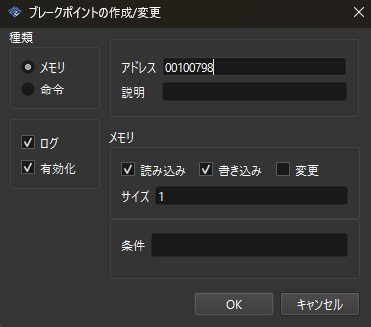 ブレークポイントの作成/変更
種類
メモリ
命令
アドレス 00100798
説明
ログ
有効化
メモリ
読み込み 書き込み 変更
サイズ 1
条件
OK キャンセル